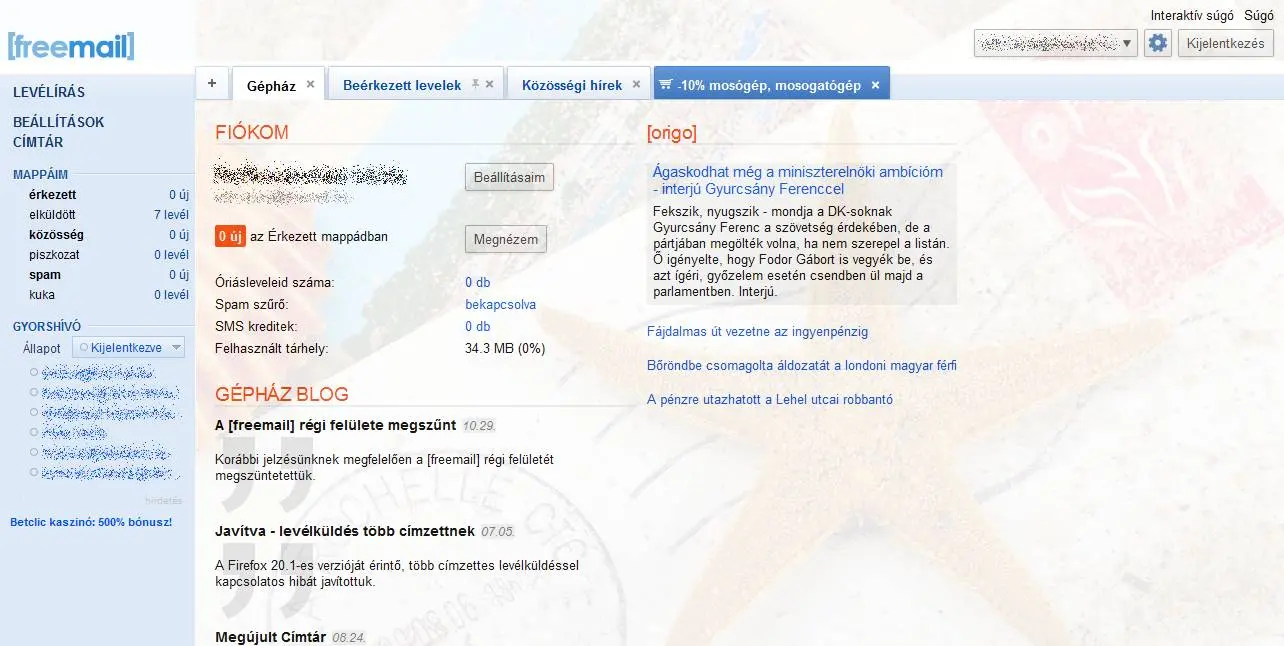 Interaktív súgó Súgó
[freemail]
Kijelentkezés
LEVÉLÍRÁS
BEÁLLÍTÁSOK
CÍMTÁR
MAPPÁIM
érkezett 0 új
elküldött 7 levél
közösség 0 új
piszkozat 0 levél
spam 0 új
kuka 0 levél
GYORSHÍVÓ
Állapot Kijelentkezve
hirdetés
Betclic kaszinó: 500% bónusz!
+ Gépház × Beérkezett levelek × Közösségi hírek × -10% mosógép, mosogatógép ×
FIÓKOM
Beállításaim
0 új az Érkezett mappádban Megnézem
Óriásleveleid száma: 0 db
Spam szűrő: bekapcsolva
SMS kreditek: 0 db
Felhasznált tárhely: 34.3 MB (0%)
GÉPHÁZ BLOG
A [freemail] régi felülete megszűnt 10.29.
Korábbi jelzésünknek megfelelően a [freemail] régi felületét
megszüntetettük.
Javítva - levélküldés több címzettnek 07.05.
A Firefox 20.1-es verzióját érintő, több címzettes levélküldéssel
kapcsolatos hibát javítottuk.
Megújult Címtár 08.24.
[origo]
Ágaskodhat még a miniszterelnöki ambícióm
- interjú Gyurcsány Ferenccel
Fekszik, nyugszik - mondja a DK-soknak
Gyurcsány Ferenc a szövetség érdekében, de a
pártjában megölték volna, ha nem szerepel a listán.
Ő igényelte, hogy Fodor Gábort is vegyék be, és
azt ígéri, győzelem esetén csendben ül majd a
parlamentben. Interjú.
Fájdalmas út vezetne az ingyenpénzig
Bőröndbe csomagolta áldozatát a londoni magyar férfi
A pénzre utazhatott a Lehel utcai robbantó